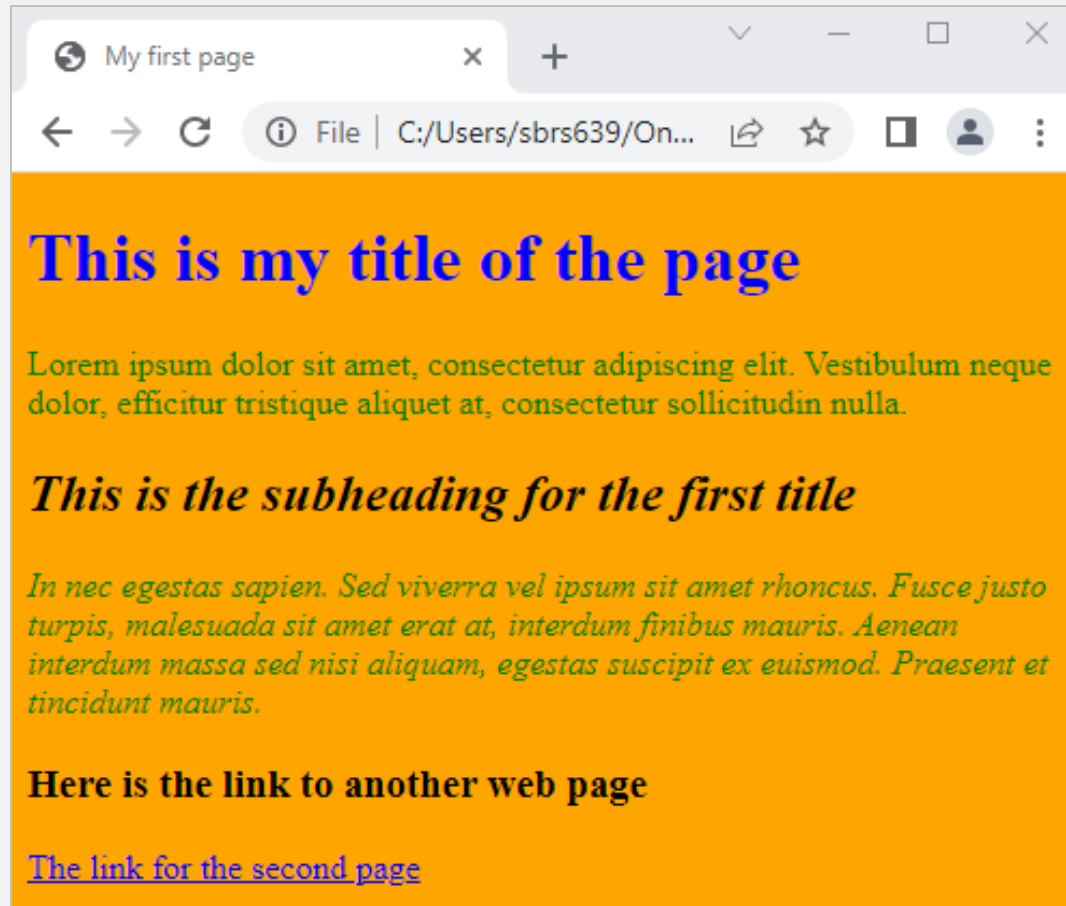 My first page
File C:/Users/sbrs639/On...
This is my title of the page
Lorem ipsum dolor sit amet, consectetur adipiscing elit. Vestibulum neque
dolor, efficitur tristique aliquet at, consectetur sollicitudin nulla.
This is the subheading for the first title
In nec egestas sapien. Sed viverra vel ipsum sit amet rhoncus. Fusce justo
turpis, malesuada sit amet erat at, interdum finibus mauris. Aenean
interdum massa sed nisi aliquam, egestas suscipit ex euismod. Praesent et
tincidunt mauris.
Here is the link to another web page
The link for the second page